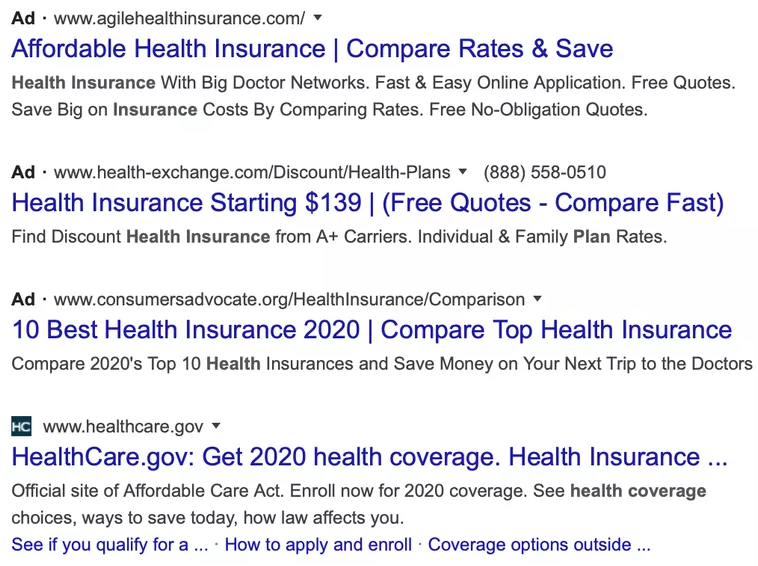 Ad · www.agilehealthinsurance.com/
Affordable Health Insurance | Compare Rates & Save
Health Insurance With Big Doctor Networks. Fast & Easy Online Application. Free Quotes.
Save Big on Insurance Costs By Comparing Rates. Free No-Obligation Quotes.
Ad · www.health-exchange.com/Discount/Health-Plans (888) 558-0510
Health Insurance Starting $139 | (Free Quotes - Compare Fast)
Find Discount Health Insurance from A+ Carriers. Individual & Family Plan Rates.
Ad · www.consumersadvocate.org/HealthInsurance/Comparison
10 Best Health Insurance 2020 | Compare Top Health Insurance
Compare 2020's Top 10 Health Insurances and Save Money on Your Next Trip to the Doctors
HC www.healthcare.gov
HealthCare.gov: Get 2020 health coverage. Health Insurance ...
Official site of Affordable Care Act. Enroll now for 2020 coverage. See health coverage
choices, ways to save today, how law affects you.
See if you qualify for a ... · How to apply and enroll · Coverage options outside ...